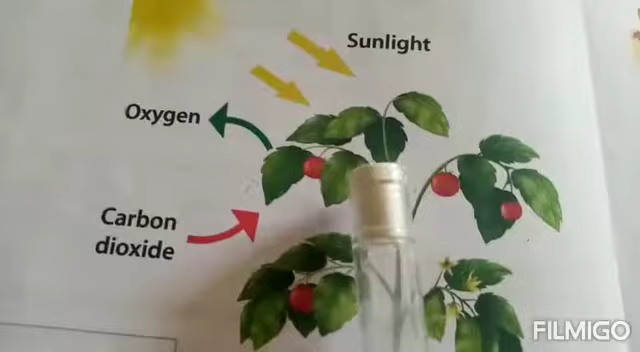 Sunlight
Oxygen
Carbon
dioxide
FILMIGO